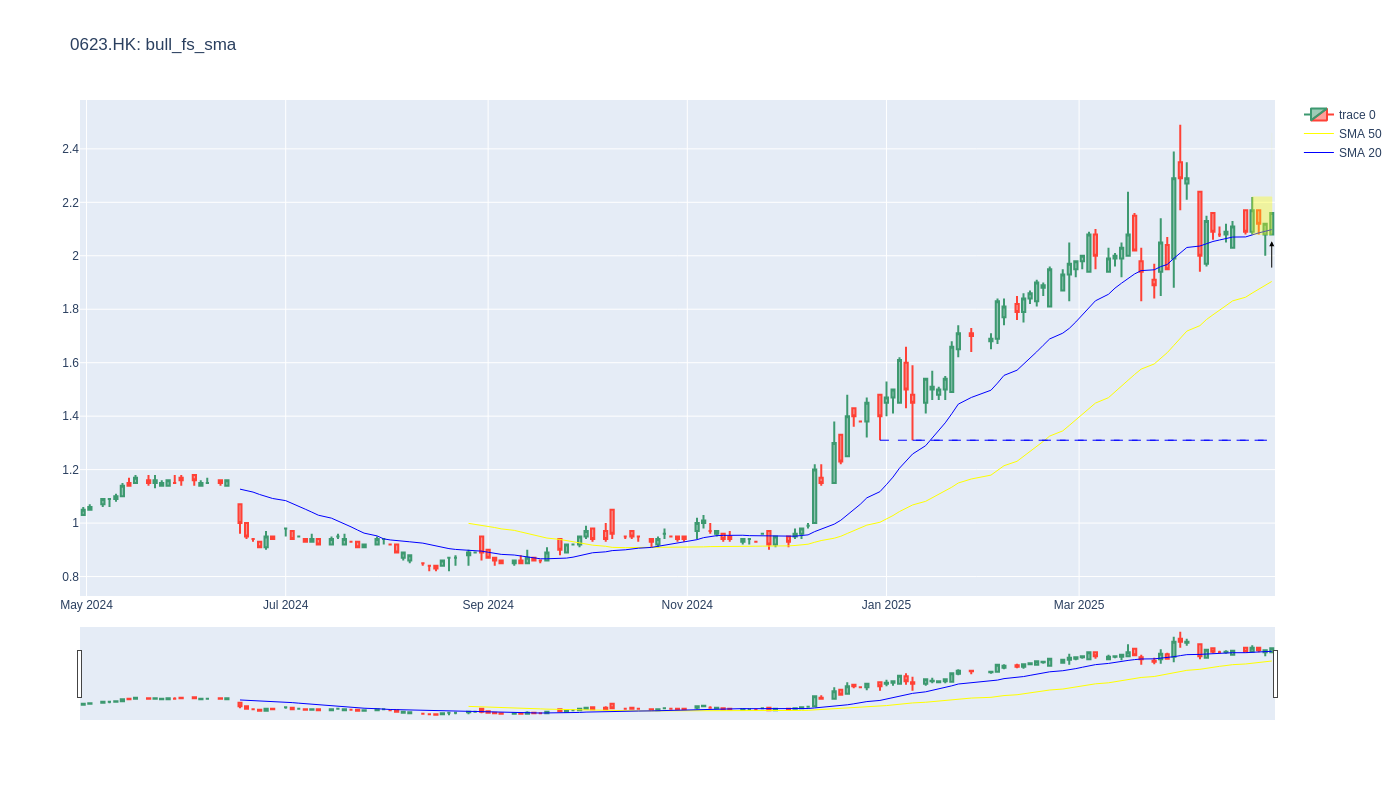 0623.HK: bull_fs_sma
trace 0
SMA 50
SMA 20
2.4
2.2
2
1.8
1.6
1.4
1.2
1
0.8
May 2024
Jul 2024
Sep 2024
Nov 2024
Jan 2025
Mar 2025